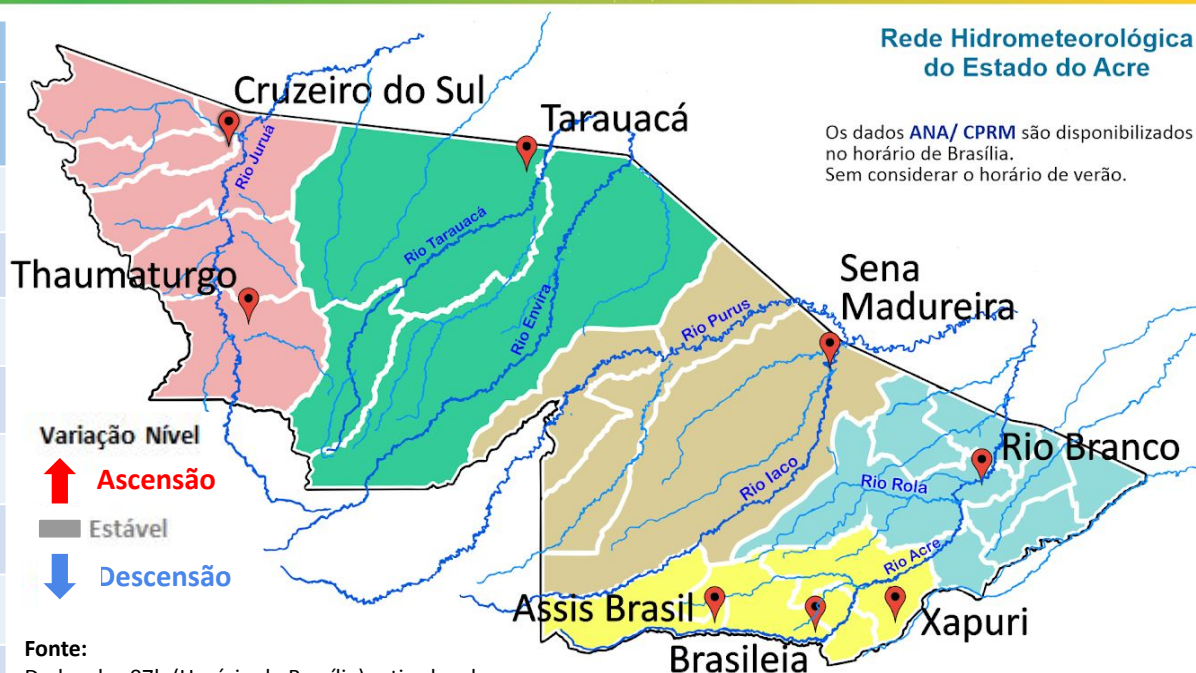 Rede Hidrometeorológica
do Estado do Acre
Os dados ANA/ CPRM são disponibilizados
no horário de Brasília.
Sem considerar o horário de verão.
Cruzeiro do Sul
Tarauacá
Rio Juruá
Rio Tarauacá
Thaumaturgo
Rio Envira
Rio Purus
Sena
Madureira
Rio Branco
Rio Iaco
Rio Rola
Rio Acre
Assis Brasil
Brasileia
Xapuri
Variação Nível
Ascensão
Estável
Descensão
Fonte: